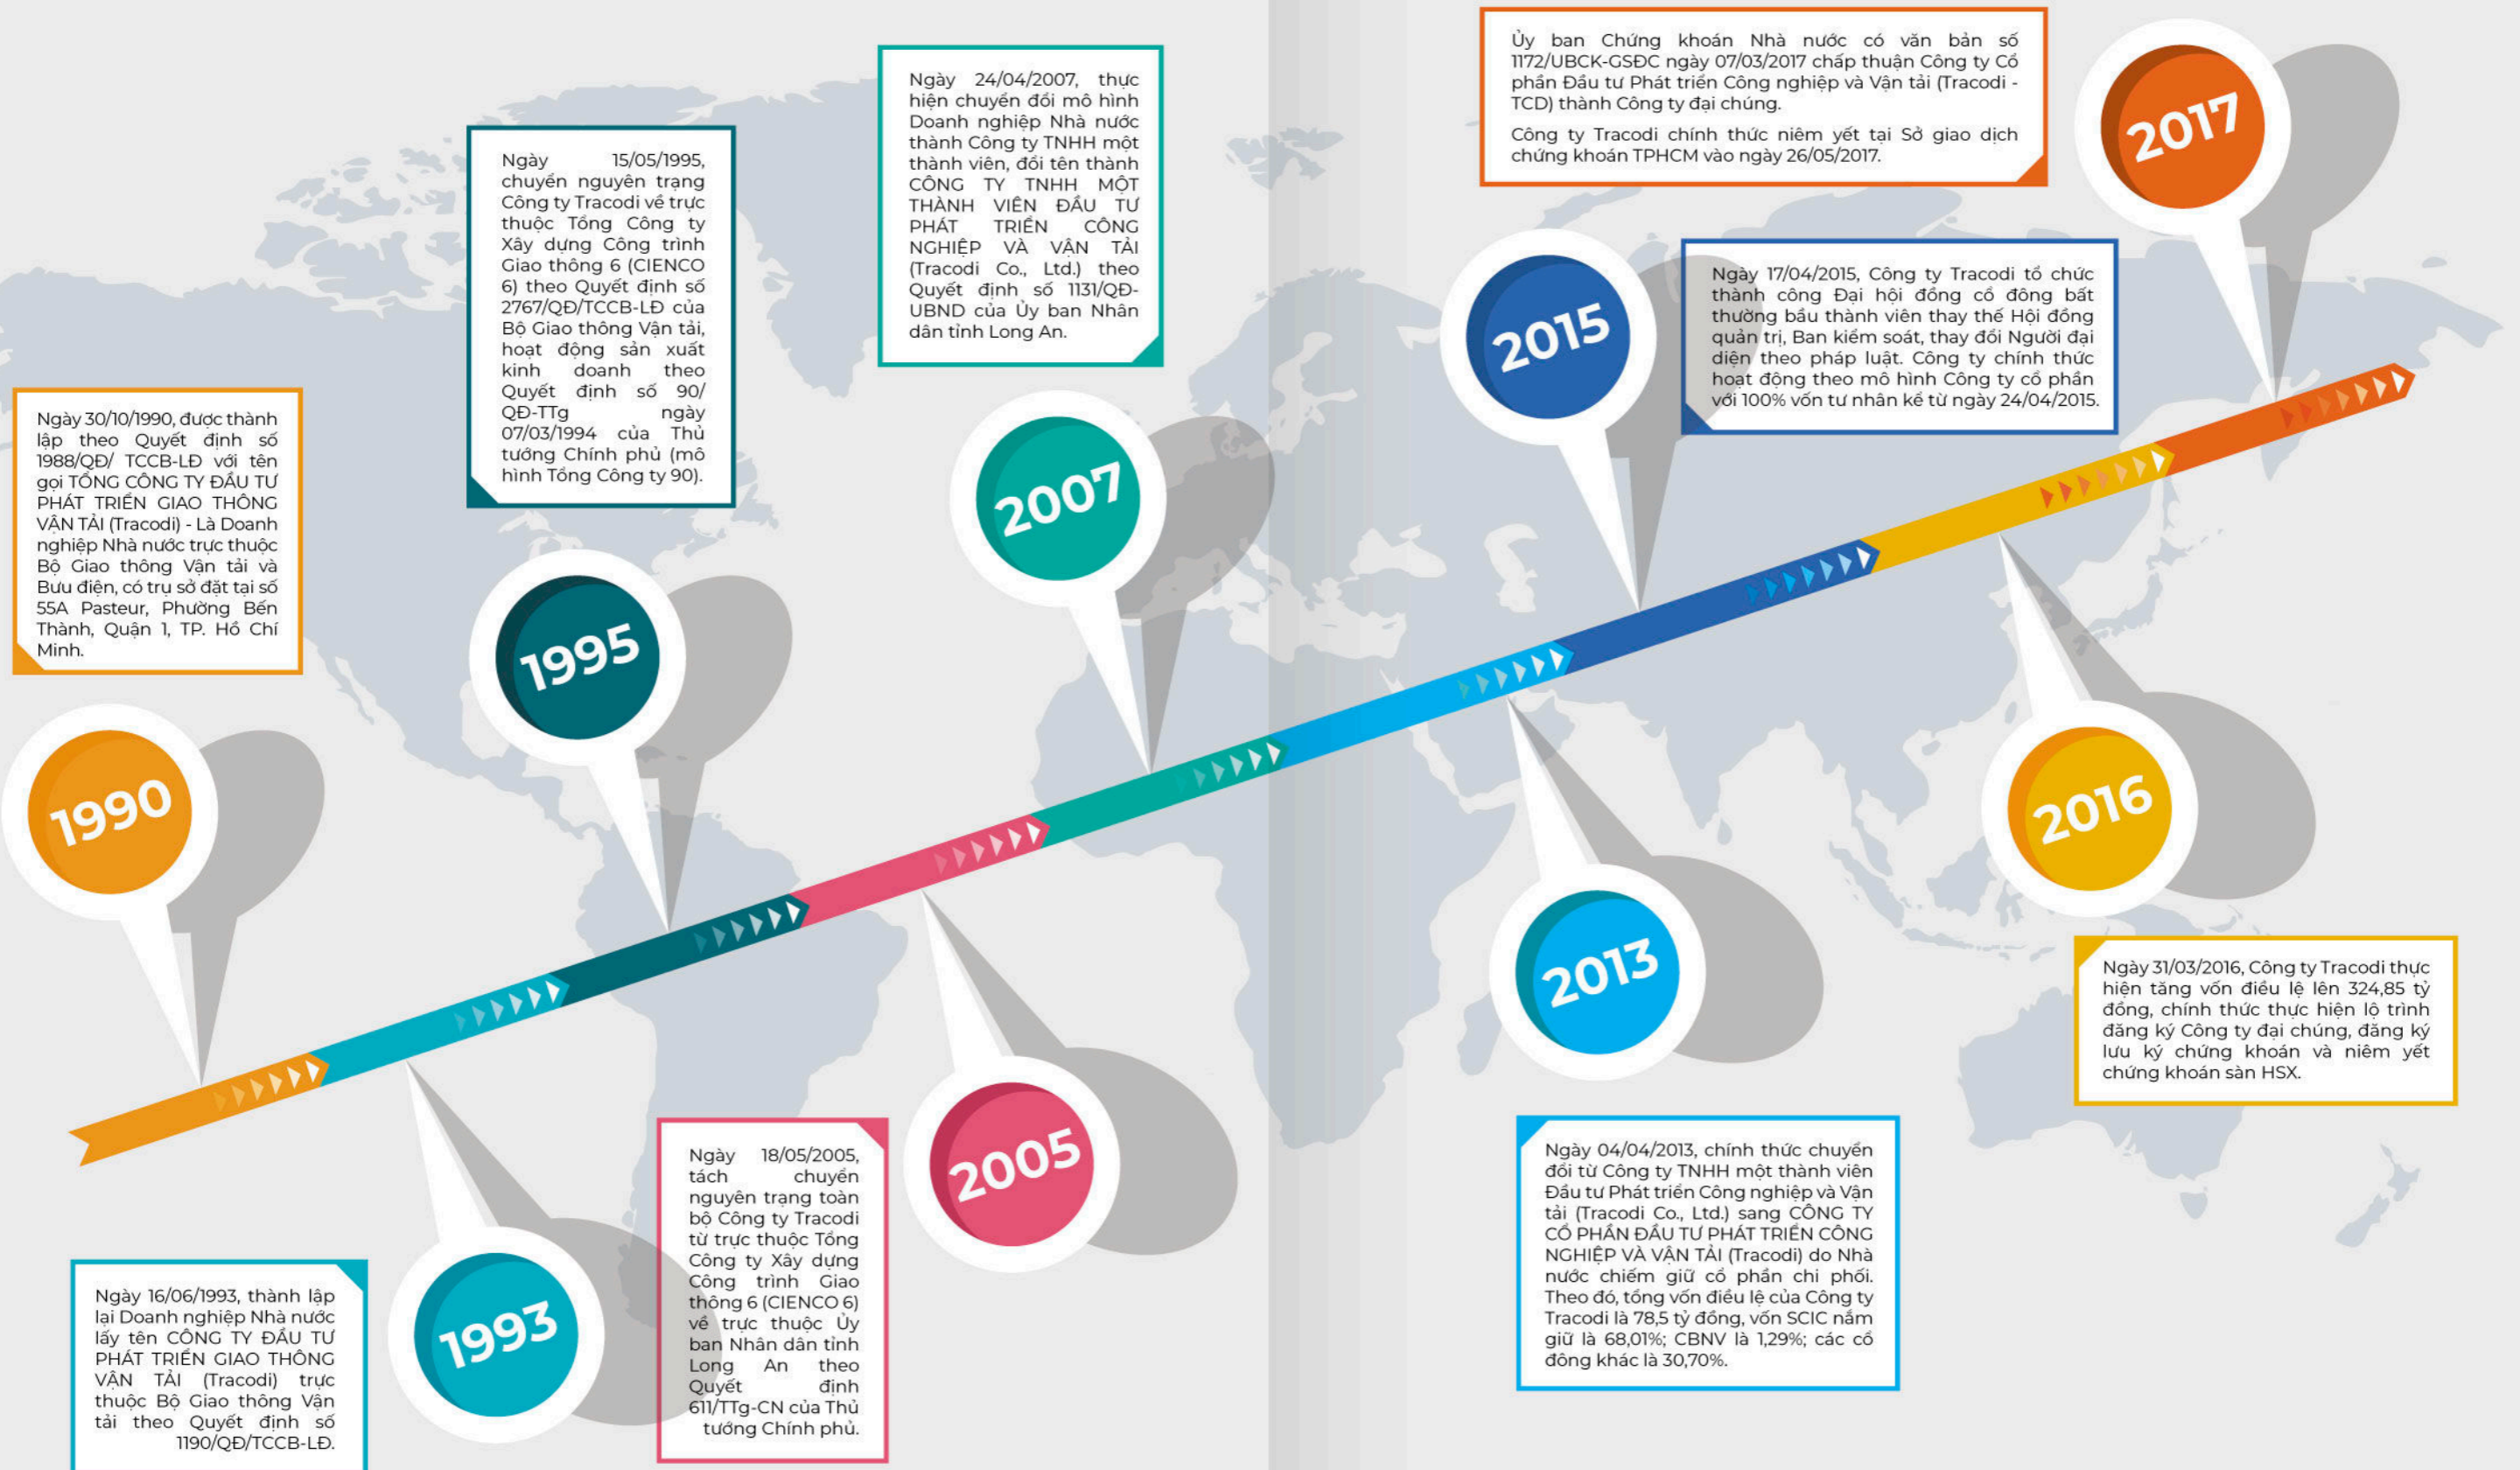 Ngày 30/10/1990, được thành
lập theo Quyết định số
1988/QĐ/ TCCB-LĐ với tên
gọi TỔNG CÔNG TY ĐẦU TƯ
PHÁT TRIỂN GIAO THÔNG
VẬN TẢI (Tracodi) - Là Doanh
nghiệp Nhà nước trực thuộc
Bộ Giao thông Vận tải và
Bưu điện, có trụ sở đặt tại số
55A Pasteur, Phường Bến
Thành, Quận 1, TP. Hồ Chí
Minh.
1990
Ngày 16/06/1993, thành lập
lại Doanh nghiệp Nhà nước
lấy tên CÔNG TY ĐẦU TƯ
PHÁT TRIỂN GIAO THÔNG
VẬN TẢI (Tracodi) trực
thuộc Bộ Giao thông Vận
tải theo Quyết định số
1190/QĐ/TCCB-LĐ.
1993
Ngày 15/05/1995,
chuyển nguyên trạng
Công ty Tracodi về trực
thuộc Tổng Công ty
Xây dựng Công trình
Giao thông 6 (CIENCO
6) theo Quyết định số
2767/QĐ/TCCB-LĐ của
Bộ Giao thông Vận tải,
hoạt động sản xuất
kinh doanh theo
Quyết định số 90/
QĐ-TTg ngày
07/03/1994 của Thủ
tướng Chính phủ (mô
hình Tổng Công ty 90).
1995
Ngày 18/05/2005,
tách chuyển
nguyên trạng toàn
bộ Công ty Tracodi
từ trực thuộc Tổng
Công ty Xây dựng
Công trình Giao
thông 6 (CIENCO 6)
về trực thuộc Ủy
ban Nhân dân tỉnh
Long An theo
Quyết định
611/TTg-CN của Thủ
tướng Chính phủ.
2005
Ngày 24/04/2007, thực
hiện chuyển đổi mô hình
Doanh nghiệp Nhà nước
thành Công ty TNHH một
thành viên, đổi tên thành
CÔNG TY TNHH MỘT
THÀNH VIÊN ĐẦU TƯ
PHÁT TRIỂN CÔNG
NGHIỆP VÀ VẬN TẢI
(Tracodi Co., Ltd.) theo
Quyết định số 1131/QĐ-
UBND của Ủy ban Nhân
dân tỉnh Long An.
2007
Ngày 04/04/2013, chính thức chuyển
đổi từ Công ty TNHH một thành viên
Đầu tư Phát triển Công nghiệp và Vận
tải (Tracodi Co., Ltd.) sang CÔNG TY
CỔ PHẦN ĐẦU TƯ PHÁT TRIỂN CÔNG
NGHIỆP VÀ VẬN TẢI (Tracodi) do Nhà
nước chiếm giữ cổ phần chi phối.
Theo đó, tổng vốn điều lệ của Công ty
Tracodi là 78,5 tỷ đồng, vốn SCIC nắm
giữ là 68,01%; CBNV là 1,29%; các cổ
đông khác là 30,70%.
2013
Ngày 17/04/2015, Công ty Tracodi tổ chức
thành công Đại hội đồng cổ đông bất
thường bầu thành viên thay thế Hội đồng
quản trị, Ban kiểm soát, thay đổi Người đại
diện theo pháp luật. Công ty chính thức
hoạt động theo mô hình Công ty cổ phần
với 100% vốn tư nhân kể từ ngày 24/04/2015.
2015
Ngày 31/03/2016, Công ty Tracodi thực
hiện tăng vốn điều lệ lên 324,85 tỷ
đồng, chính thức thực hiện lộ trình
đăng ký Công ty đại chúng, đăng ký
lưu ký chứng khoán và niêm yết
chứng khoán sàn HSX.
2016
Ủy ban Chứng khoán Nhà nước có văn bản số
1172/UBCK-GSĐC ngày 07/03/2017 chấp thuận Công ty Cổ
phần Đầu tư Phát triển Công nghiệp và Vận tải (Tracodi -
TCD) thành Công ty đại chúng.
Công ty Tracodi chính thức niêm yết tại Sở giao dịch
chứng khoán TPHCM vào ngày 26/05/2017.
2017